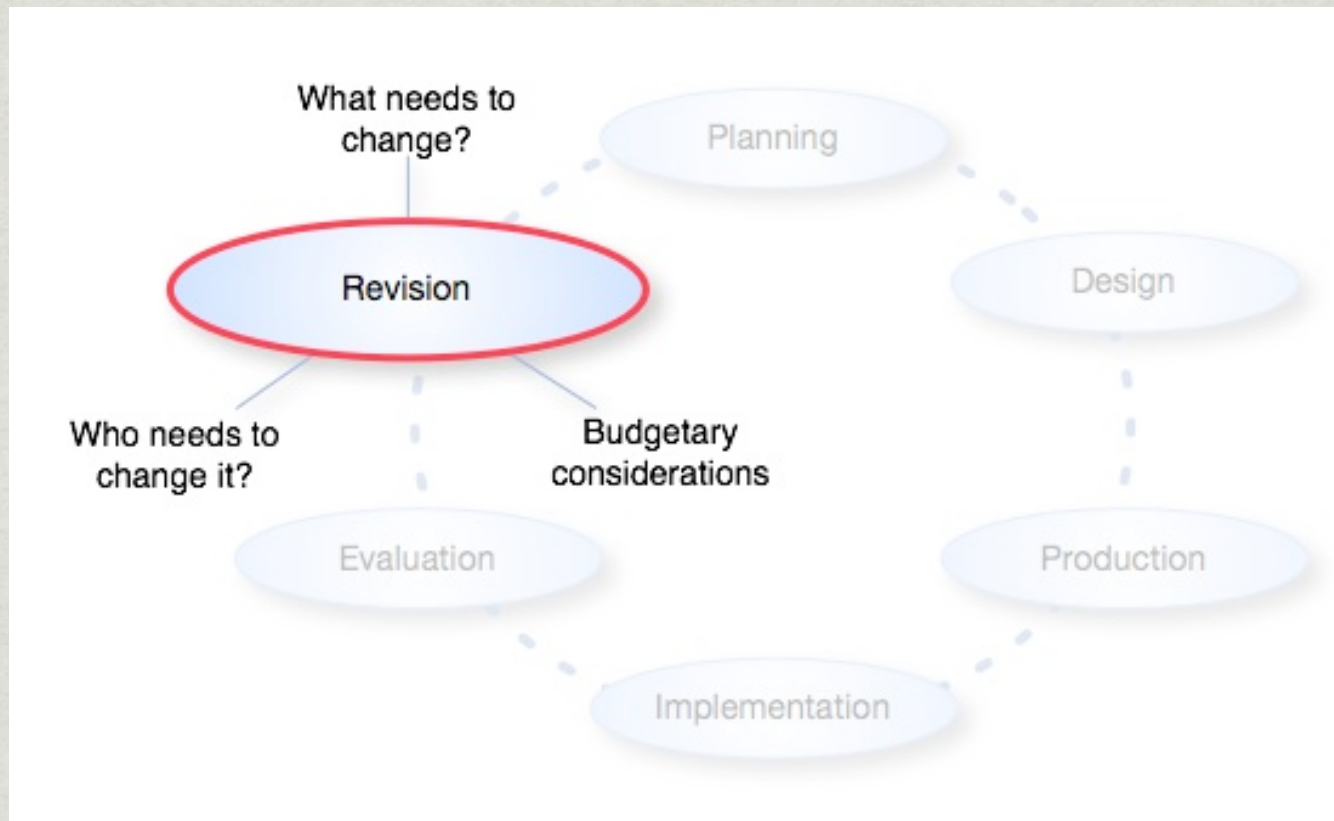 What needs to
change?
Planning
Revision
Design
Who needs to
change it?
Budgetary
considerations
Evaluation
Production
Implementation